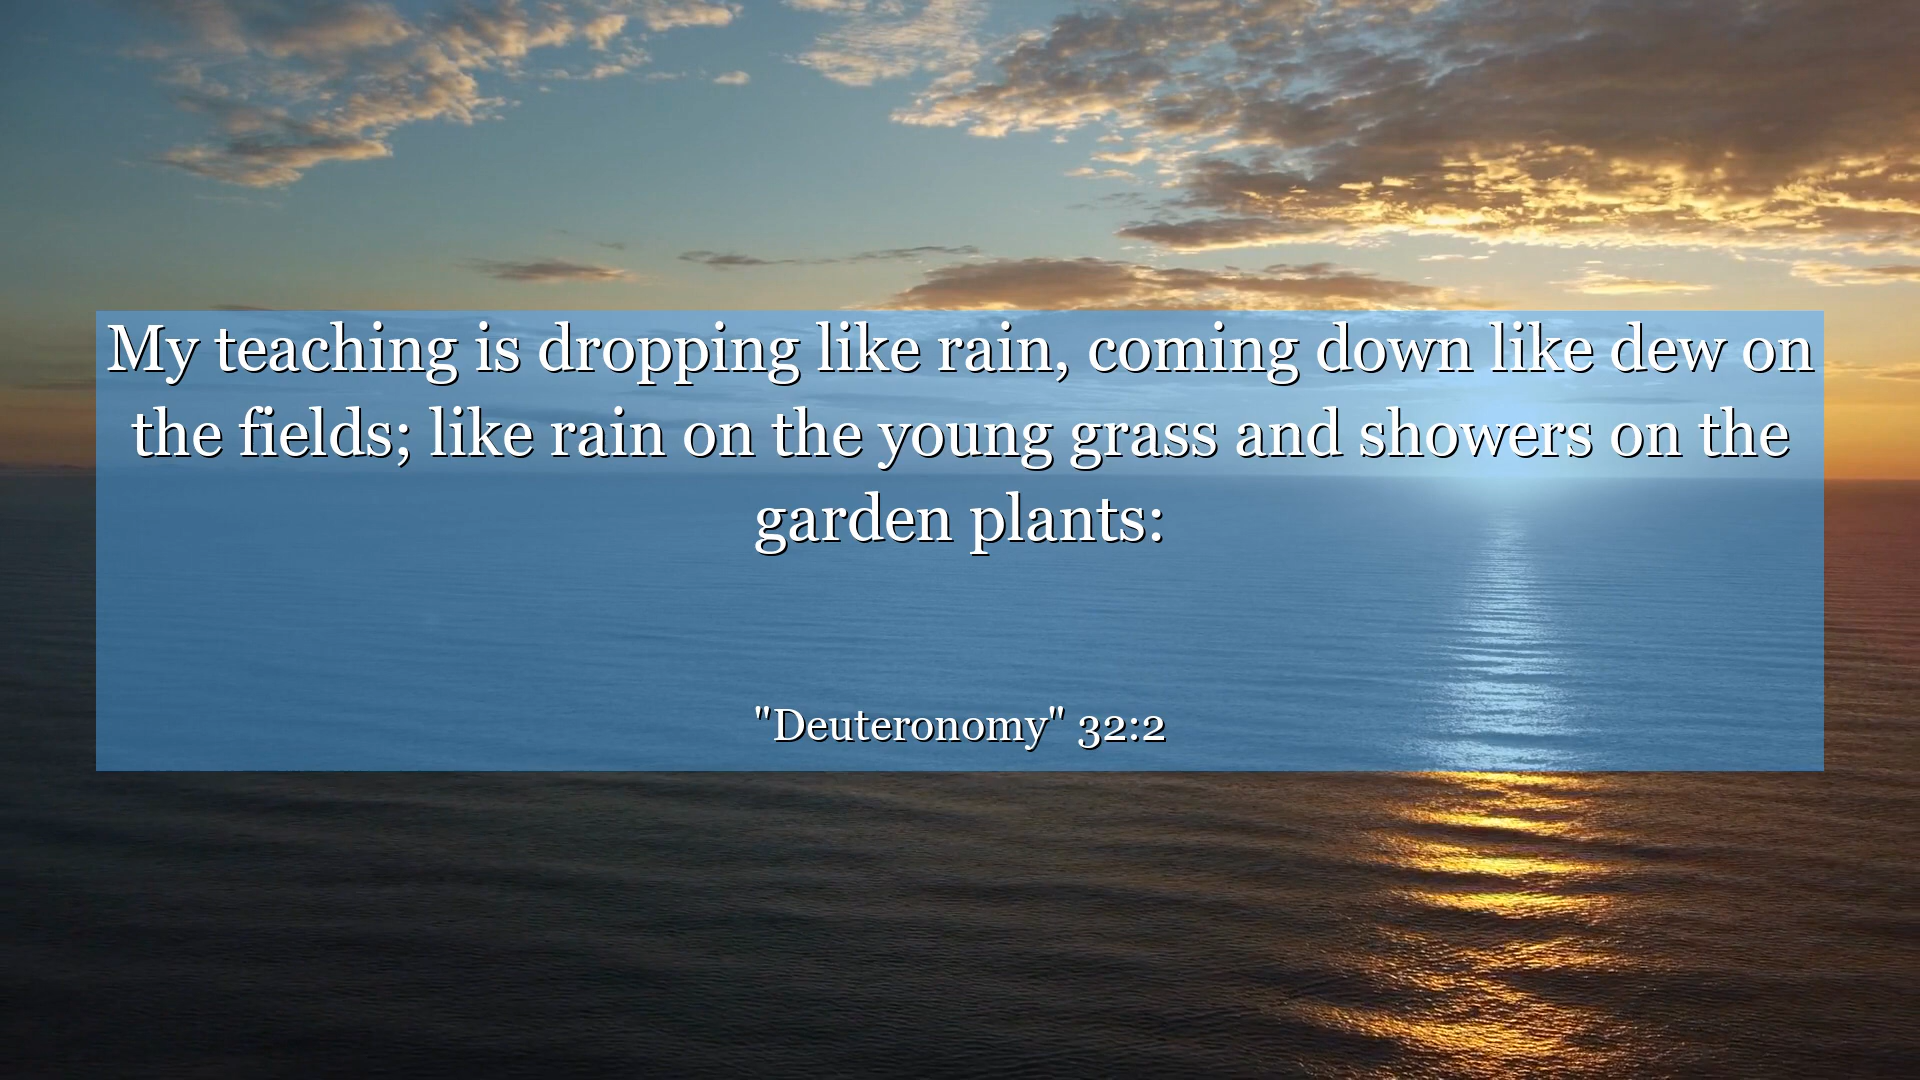 My teaching is dropping like rain, coming down like dew on
the fields; like rain on the young grass and showers on the
garden plants:
"Deuteronomy" 32:2